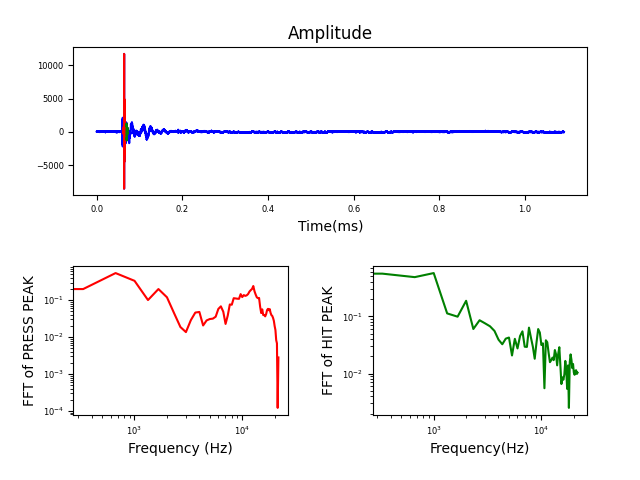 Amplitude
10000
5000
0
−5000
0.0 0.2 0.4 0.6 0.8 1.0
Time(ms)
FFT of PRESS PEAK
10⁻¹
10⁻²
10⁻³
10⁻⁴
10³ 10⁴
Frequency (Hz)
FFT of HIT PEAK
10⁻¹
10⁻²
10³ 10⁴
Frequency(Hz)